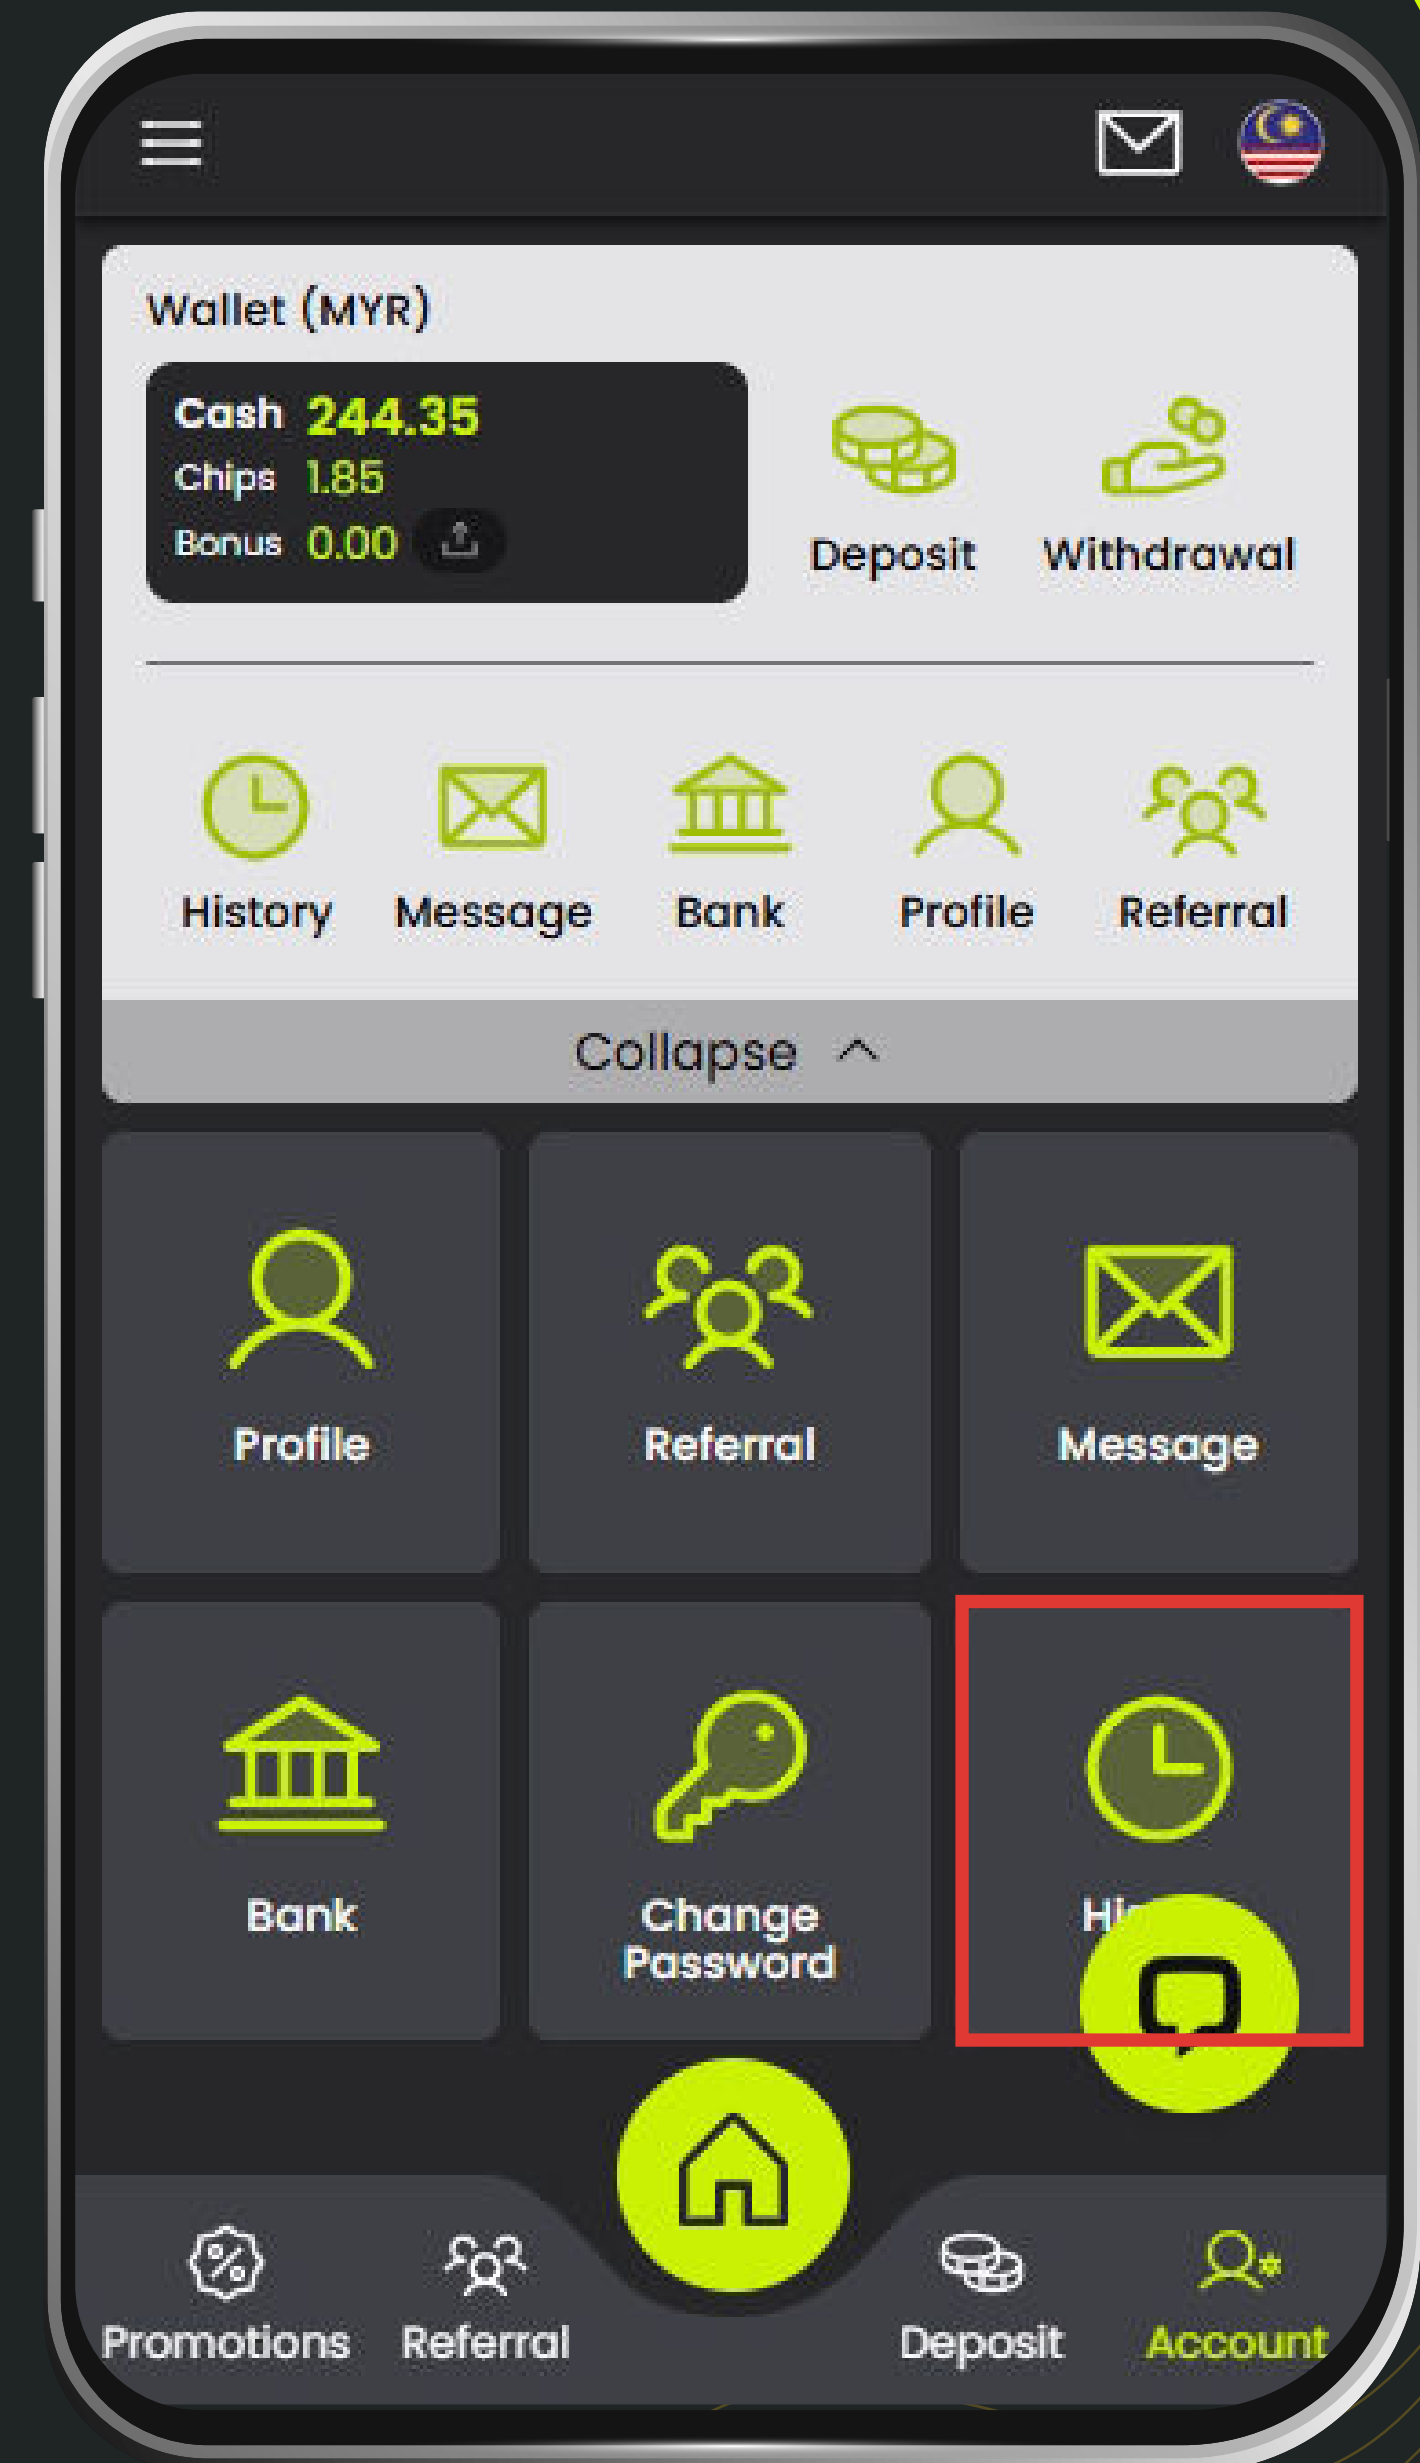 Wallet (MYR)
Cash 244.35
Chips 1.85
Bonus 0.00
Deposit Withdrawal
History Message Bank Profile Referral
Collapse
Profile Referral Message
Bank Change Password
Promotions Referral Deposit Account